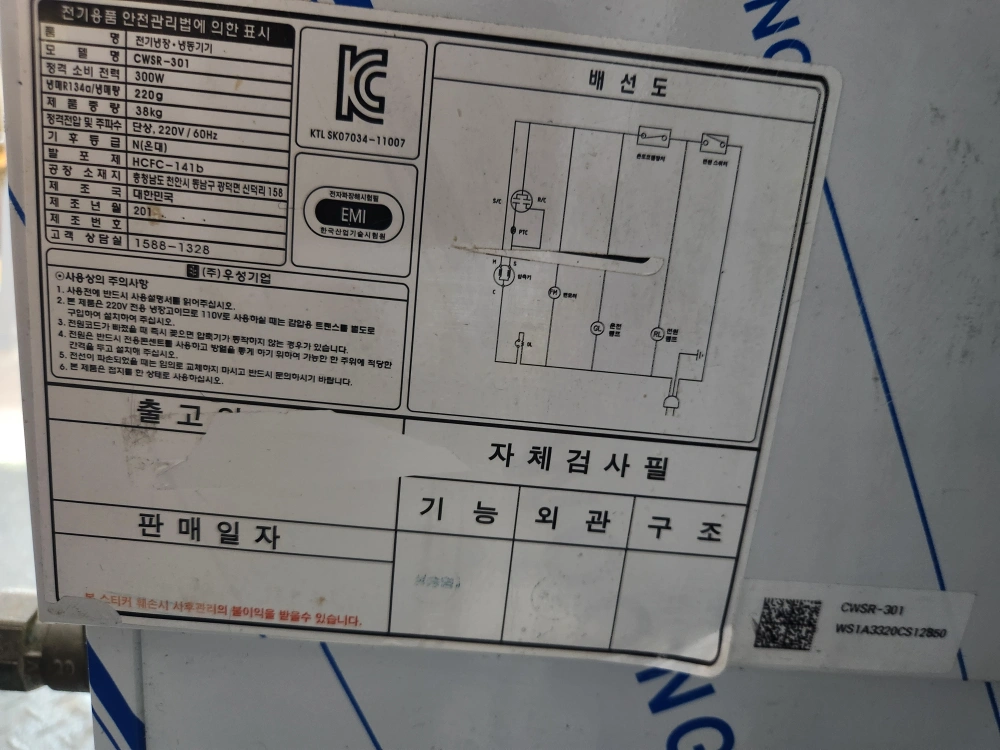 전기용품 안전관리법에 의한 표시
품 명 전기냉장·냉동기기
모 델 명 CWSR-301
정격 소비 전력 300W
냉매R134a/냉매량 220g
제 품 중 량 38kg
정격전압 및 주파수 단상, 220V / 60Hz
기 후 등 급 N(온대)
발 포 제 HCFC-141b
공 장 소 재 지 충청남도 천안시 동남구 광덕면 신덕리 158
제 조 국 대한민국
제 조 년 월 201
제 조 번 호
고객 상담실 1588-1328
(주)우성기업
KTL SK07034-11007
전자파장해시험필
EMI
한국산업기술시험원
⊙사용상의 주의사항
1. 사용전에 반드시 사용설명서를 읽어주십시오.
2. 본 제품은 220V 전용 냉장고이므로 110V로 사용하실 때는 감압용 트랜스를 별도로
구입하여 설치하여 주십시오.
3. 전원코드가 빠졌을 때 즉시 꽂으면 압축기가 동작하지 않는 경우가 있습니다.
4. 전원은 반드시 전용콘센트를 사용하고 방열을 좋게 하기 위하여 가능한 한 주위에 적당한
간격을 두고 설치해 주십시오.
5. 전선이 파손되었을 때는 임의로 교체하지 마시고 반드시 문의하시기 바랍니다.
6. 본 제품은 접지를 한 상태로 사용하십시오.
배 선 도
전원 스위치
S/C R/C
PTC
M S
압축기
C
FM 팬모터
GL 운전 램프
RL 전원 램프
OL
출 고
자 체 검 사 필
기 능 외 관 구 조
판 매 일 자
본 스티커 훼손시 사후관리의 불이익을 받을수 있습니다.
CWSR-301
WS1A3320CS12850